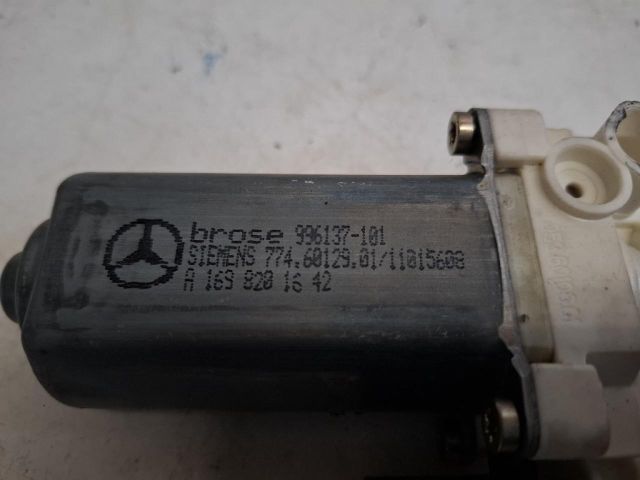 brose 996137-101
SIEMENS 774.60129.01/11015608
A 169 820 16 42